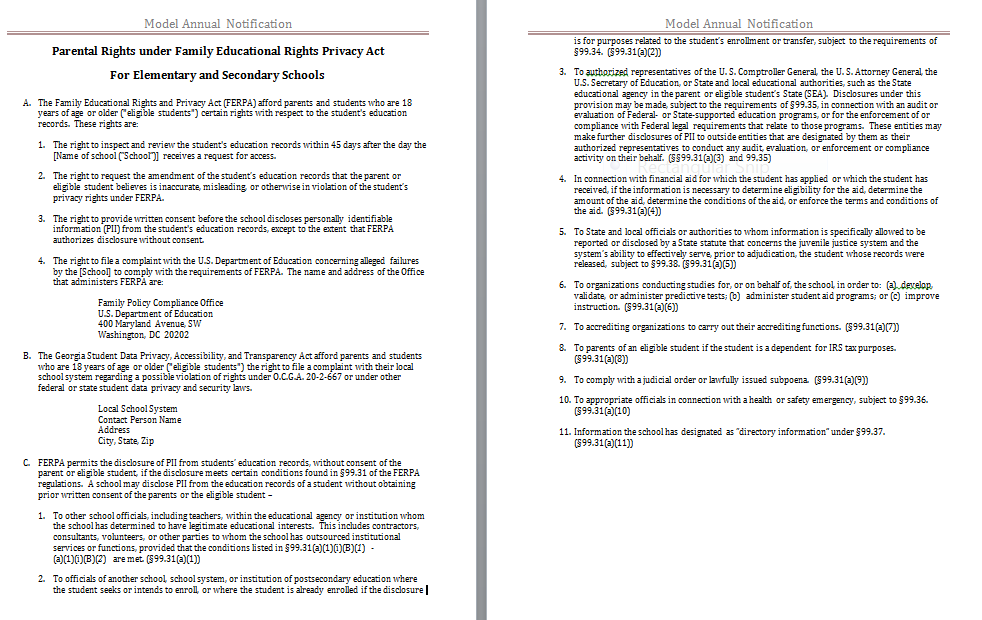 Model Annual Notification
Parental Rights under Family Educational Rights Privacy Act
For Elementary and Secondary Schools
A. The Family Educational Rights and Privacy Act (FERPA) afford parents and students who are 18
years of age or older ("eligible students") certain rights with respect to the student's education
records. These rights are:
1. The right to inspect and review the student's education records within 45 days after the day the
[Name of school ("School")] receives a request for access.
2. The right to request the amendment of the student's education records that the parent or
eligible student believes is inaccurate, misleading, or otherwise in violation of the student's
privacy rights under FERPA.
3. The right to provide written consent before the school discloses personally identifiable
information (PII) from the student's education records, except to the extent that FERPA
authorizes disclosure without consent.
4. The right to file a complaint with the U.S. Department of Education concerning alleged failures
by the [School] to comply with the requirements of FERPA. The name and address of the Office
that administers FERPA are:
Family Policy Compliance Office
U.S. Department of Education
400 Maryland Avenue, SW
Washington, DC 20202
B. The Georgia Student Data Privacy, Accessibility, and Transparency Act afford parents and students
who are 18 years of age or older ("eligible students") the right to file a complaint with their local
school system regarding a possible violation of rights under O.C.G.A. 20-2-667 or under other
federal or state student data privacy and security laws.
Local School System
Contact Person Name
Address
City, State, Zip
C. FERPA permits the disclosure of PII from students' education records, without consent of the
parent or eligible student, if the disclosure meets certain conditions found in §99.31 of the FERPA
regulations. A school may disclose PII from the education records of a student without obtaining
prior written consent of the parents or the eligible student –
1. To other school officials, including teachers, within the educational agency or institution whom
the school has determined to have legitimate educational interests. This includes contractors,
consultants, volunteers, or other parties to whom the school has outsourced institutional
services or functions, provided that the conditions listed in §99.31(a)(1)(i)(B)(1) -
(a)(1)(i)(B)(2) are met. (§99.31(a)(1))
2. To officials of another school, school system, or institution of postsecondary education where
the student seeks or intends to enroll, or where the student is already enrolled if the disclosure
Model Annual Notification
is for purposes related to the student's enrollment or transfer, subject to the requirements of
§99.34. (§99.31(a)(2))
3. To authorized representatives of the U. S. Comptroller General, the U. S. Attorney General, the
U.S. Secretary of Education, or State and local educational authorities, such as the State
educational agency in the parent or eligible student's State (SEA). Disclosures under this
provision may be made, subject to the requirements of §99.35, in connection with an audit or
evaluation of Federal- or State-supported education programs, or for the enforcement of or
compliance with Federal legal requirements that relate to those programs. These entities may
make further disclosures of PII to outside entities that are designated by them as their
authorized representatives to conduct any audit, evaluation, or enforcement or compliance
activity on their behalf. (§§99.31(a)(3) and 99.35)
Rectangular Snip
4. In connection with financial aid for which the student has applied or which the student has
received, if the information is necessary to determine eligibility for the aid, determine the
amount of the aid, determine the conditions of the aid, or enforce the terms and conditions of
the aid. (§99.31(a)(4))
5. To State and local officials or authorities to whom information is specifically allowed to be
reported or disclosed by a State statute that concerns the juvenile justice system and the
system's ability to effectively serve, prior to adjudication, the student whose records were
released, subject to §99.38. (§99.31(a)(5))
6. To organizations conducting studies for, or on behalf of, the school, in order to: (a) develop,
validate, or administer predictive tests; (b) administer student aid programs; or (c) improve
instruction. (§99.31(a)(6))
7. To accrediting organizations to carry out their accrediting functions. (§99.31(a)(7))
8. To parents of an eligible student if the student is a dependent for IRS tax purposes.
(§99.31(a)(8))
9. To comply with a judicial order or lawfully issued subpoena. (§99.31(a)(9))
10. To appropriate officials in connection with a health or safety emergency, subject to §99.36.
(§99.31(a)(10)
11. Information the school has designated as "directory information" under §99.37.
(§99.31(a)(11))